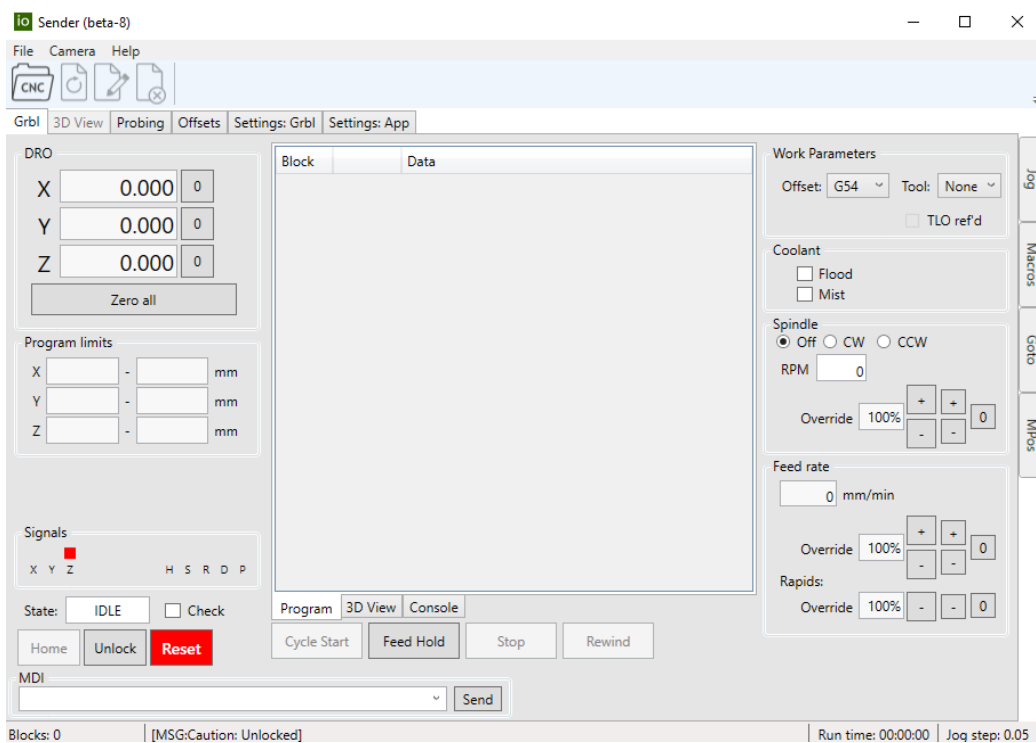 io Sender (beta-8)
File Camera Help
CNC
Grbl 3D View Probing Offsets Settings: Grbl Settings: App
DRO
X 0.000 0
Y 0.000 0
Z 0.000 0
Zero all
Program limits
X - mm
Y - mm
Z - mm
Signals
X Y Z H S R D P
State: IDLE Check
Home Unlock Reset
MDI
Send
Block Data
Program 3D View Console
Cycle Start Feed Hold Stop Rewind
Work Parameters
Offset: G54 Tool: None
TLO ref'd
Coolant
Flood
Mist
Spindle
Off CW CCW
RPM 0
+ +
Override 100% 0
- -
Feed rate
0 mm/min
+ +
Override 100% 0
- -
Rapids:
Override 100% - - 0
Jog
Macros
Goto
MPos
Blocks: 0 [MSG:Caution: Unlocked] Run time: 00:00:00 Jog step: 0.05